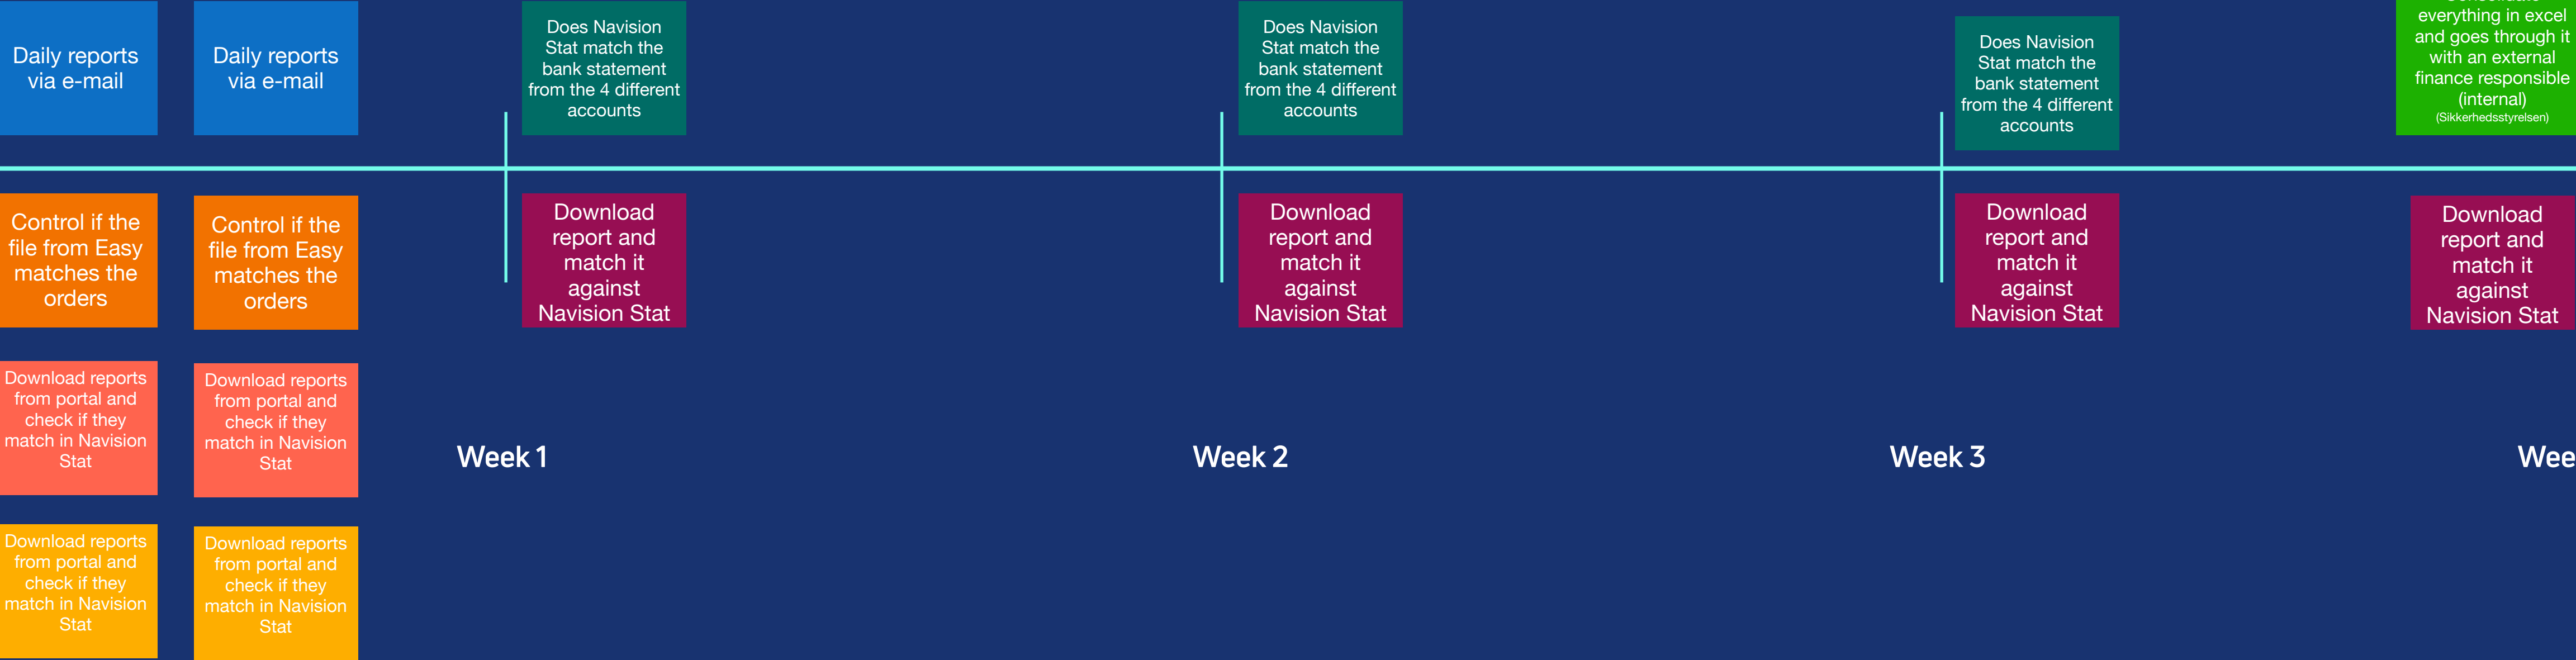 Daily reports
via e-mail
Daily reports
via e-mail
Does Navision
Stat match the
bank statement
from the 4 different
accounts
Does Navision
Stat match the
bank statement
from the 4 different
accounts
Does Navision
Stat match the
bank statement
from the 4 different
accounts
everything in excel
and goes through it
with an external
finance responsible
(internal)
(Sikkerhedsstyrelsen)
Control if the
file from Easy
matches the
orders
Control if the
file from Easy
matches the
orders
Download
report and
match it
against
Navision Stat
Download
report and
match it
against
Navision Stat
Download
report and
match it
against
Navision Stat
Download
report and
match it
against
Navision Stat
Download reports
from portal and
check if they
match in Navision
Stat
Download reports
from portal and
check if they
match in Navision
Stat
Week 1
Week 2
Week 3
Wee
Download reports
from portal and
check if they
match in Navision
Stat
Download reports
from portal and
check if they
match in Navision
Stat